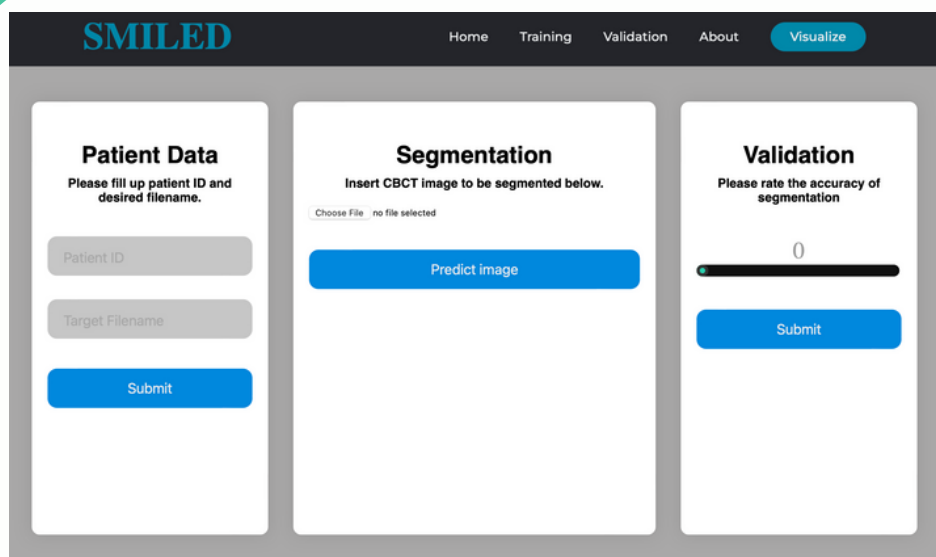 SMILED
Home Training Validation About Visualize
Patient Data
Please fill up patient ID and
desired filename.
Patient ID
Target Filename
Submit
Segmentation
Insert CBCT image to be segmented below.
Choose File no file selected
Predict image
Validation
Please rate the accuracy of
segmentation
0
Submit